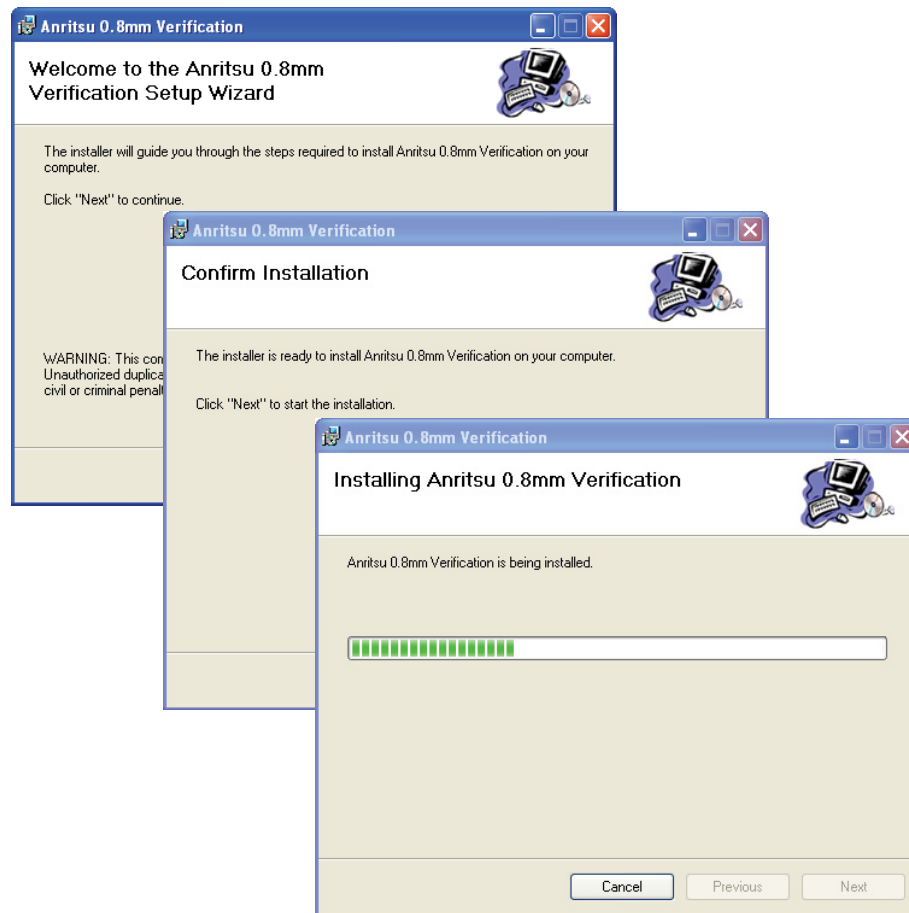 Anritsu 0.8mm Verification
Welcome to the Anritsu 0.8mm
Verification Setup Wizard
The installer will guide you through the steps required to install Anritsu 0.8mm Verification on your
computer.
Click "Next" to continue.
WARNING: This
Unauthorized
civil or criminal
Anritsu 0.8mm Verification
Confirm Installation
The installer is ready to install Anritsu 0.8mm Verification on your computer.
Click "Next" to start the installation.
Anritsu 0.8mm Verification
Installing Anritsu 0.8mm Verification
Anritsu 0.8mm Verification is being installed.
Cancel
Previous
Next